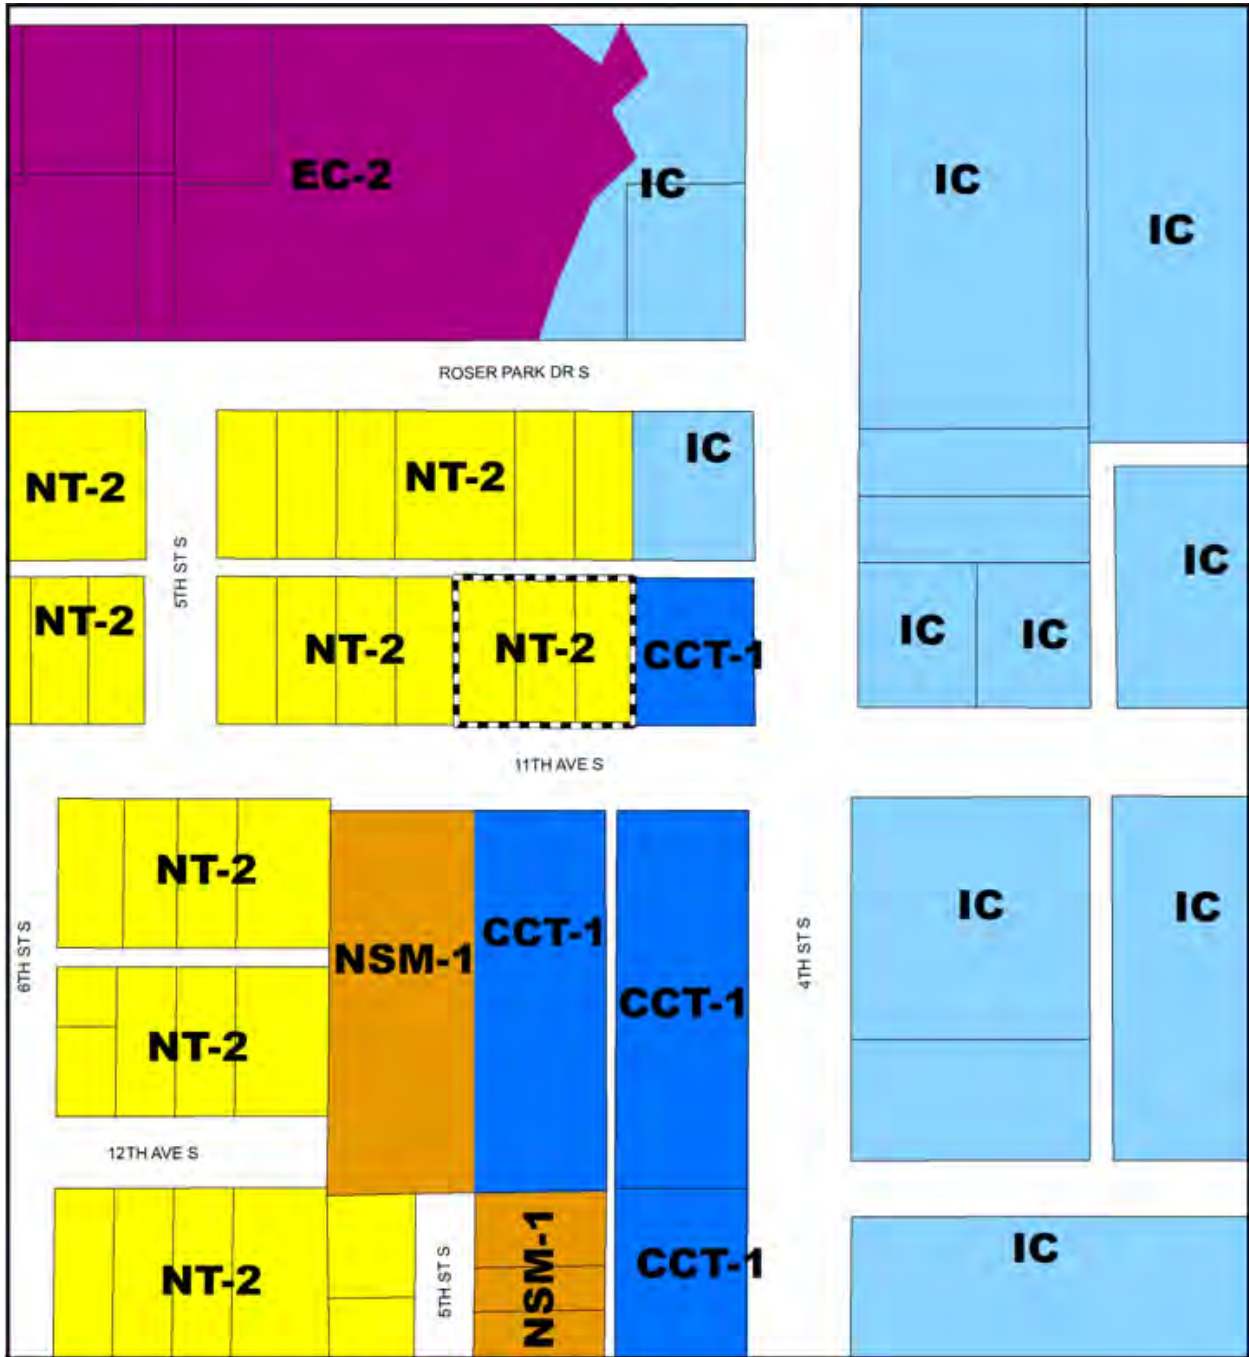 EC-2
IC
IC
IC
ROSER PARK DR S
NT-2
NT-2
IC
5TH ST S
IC
NT-2
NT-2
NT-2
CCT-1
IC
IC
11TH AVE S
NT-2
NSM-1
CCT-1
CCT-1
IC
IC
6TH ST S
4TH ST S
NT-2
12TH AVE S
NT-2
5TH ST S
NSM-1
CCT-1
IC